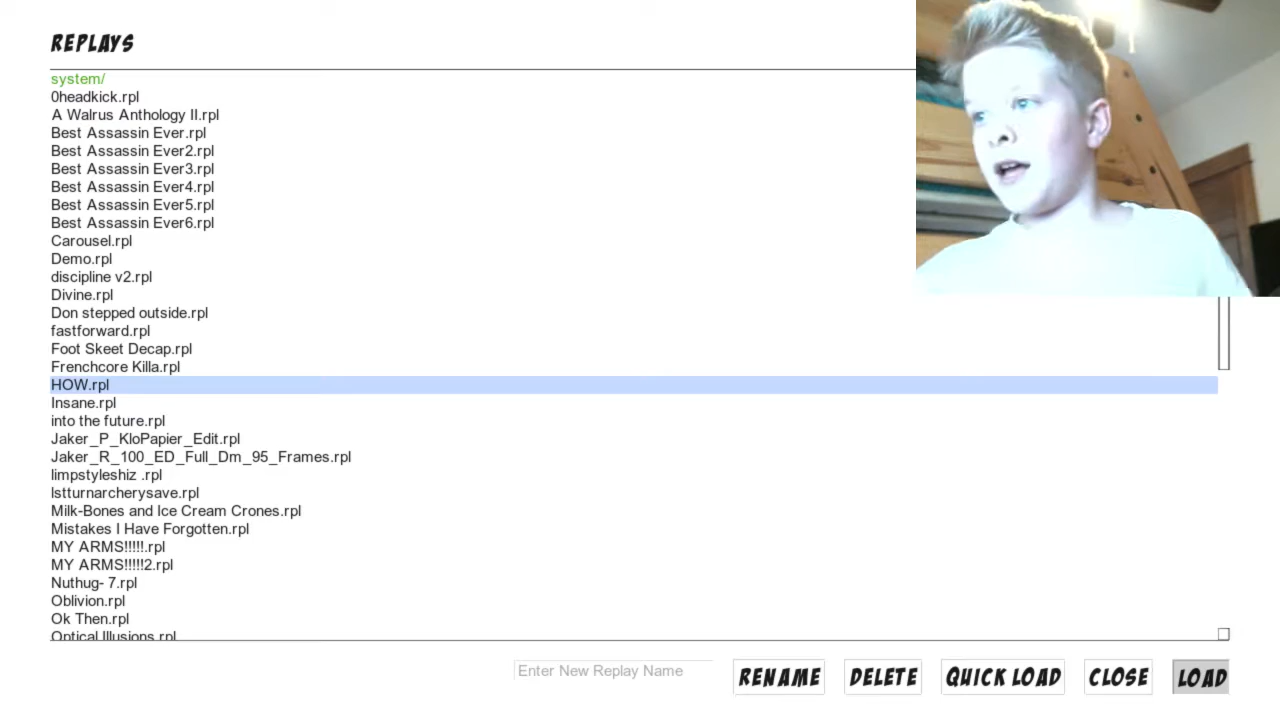 REPLAYS
system/
0headkick.rpl
A Walrus Anthology II.rpl
Best Assassin Ever.rpl
Best Assassin Ever2.rpl
Best Assassin Ever3.rpl
Best Assassin Ever4.rpl
Best Assassin Ever5.rpl
Best Assassin Ever6.rpl
Carousel.rpl
Demo.rpl
discipline v2.rpl
Divine.rpl
Don stepped outside.rpl
fastforward.rpl
Foot Skeet Decap.rpl
Frenchcore Killa.rpl
HOW.rpl
Insane.rpl
into the future.rpl
Jaker_P_KloPapier_Edit.rpl
Jaker_R_100_ED_Full_Dm_95_Frames.rpl
limpstyleshiz .rpl
lstturnarcherysave.rpl
Milk-Bones and Ice Cream Crones.rpl
Mistakes I Have Forgotten.rpl
MY ARMS!!!!!.rpl
MY ARMS!!!!!2.rpl
Nuthug- 7.rpl
Oblivion.rpl
Ok Then.rpl
Optical Illusions.rpl
Enter New Replay Name RENAME DELETE QUICK LOAD CLOSE LOAD